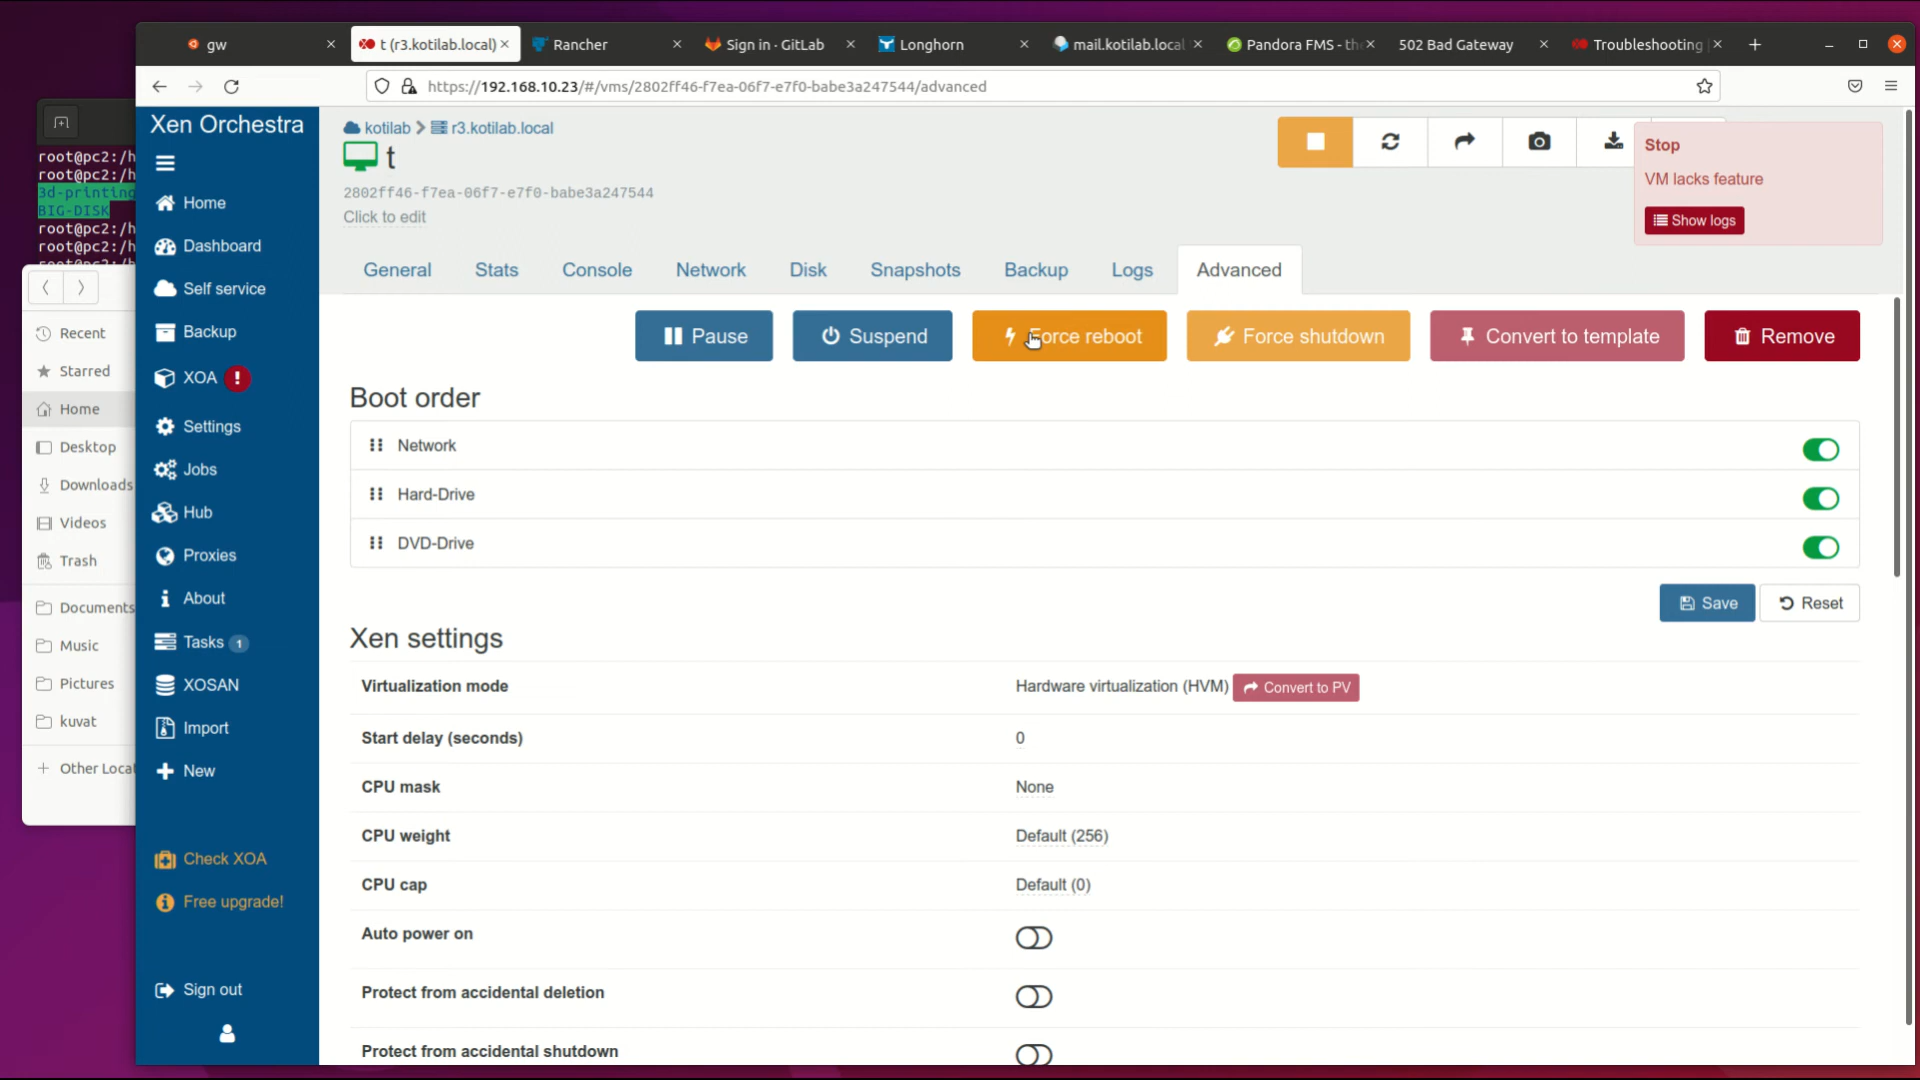 gw
t (r3.kotilab.local)
Rancher
Sign in · GitLab
Longhorn
mail.kotilab.local
Pandora FMS - th
502 Bad Gateway
Troubleshooting
https://192.168.10.23/#/vms/2802ff46-f7ea-06f7-e7f0-babe3a247544/advanced
root@pc2:/h
root@pc2:/h
3d-printing
BIG-DISK
root@pc2:/h
root@pc2:/h
Recent
Starred
Home
Desktop
Downloads
Videos
Trash
Documents
Music
Pictures
kuvat
+ Other Locat
Xen Orchestra
Home
Dashboard
Self service
Backup
XOA !
Settings
Jobs
Hub
Proxies
About
Tasks 1
XOSAN
Import
New
Check XOA
Free upgrade!
Sign out
kotilab
r3.kotilab.local
t
2802ff46-f7ea-06f7-e7f0-babe3a247544
Click to edit
Stop
VM lacks feature
Show logs
General
Stats
Console
Network
Disk
Snapshots
Backup
Logs
Advanced
Pause
Suspend
Force reboot
Force shutdown
Convert to template
Remove
Boot order
Network
Hard-Drive
DVD-Drive
Save
Reset
Xen settings
Virtualization mode
Hardware virtualization (HVM)
Convert to PV
Start delay (seconds)
0
CPU mask
None
CPU weight
Default (256)
CPU cap
Default (0)
Auto power on
Protect from accidental deletion
Protect from accidental shutdown